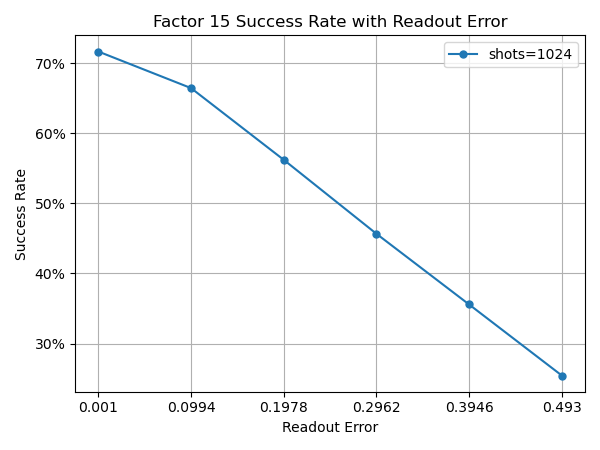 Factor 15 Success Rate with Readout Error
shots=1024
Success Rate
70%
60%
50%
40%
30%
0.001 0.0994 0.1978 0.2962 0.3946 0.493
Readout Error